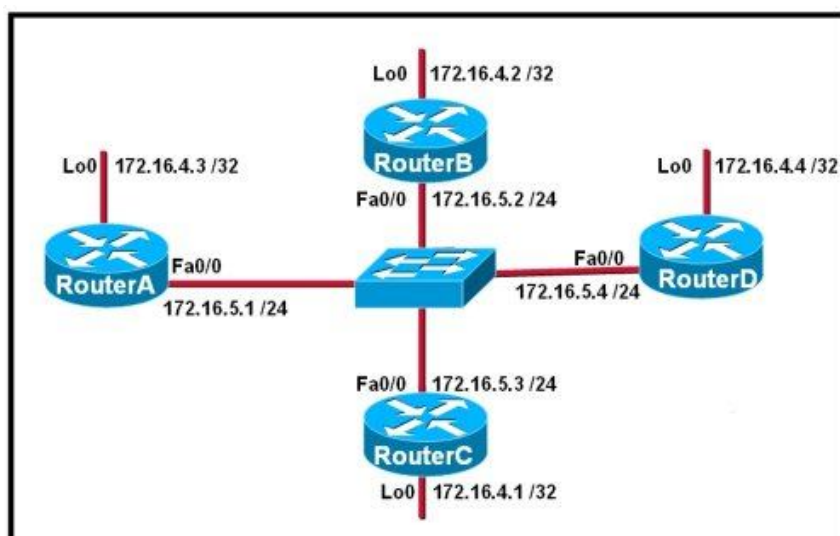 Lo0 172.16.4.2 /32
RouterB
Lo0 172.16.4.3 /32
Lo0 172.16.4.4 /32
Fa0/0 172.16.5.2 /24
RouterA
Fa0/0
172.16.5.1 /24
Fa0/0
RouterD
172.16.5.4 /24
Fa0/0 172.16.5.3 /24
RouterC
Lo0 172.16.4.1 /32